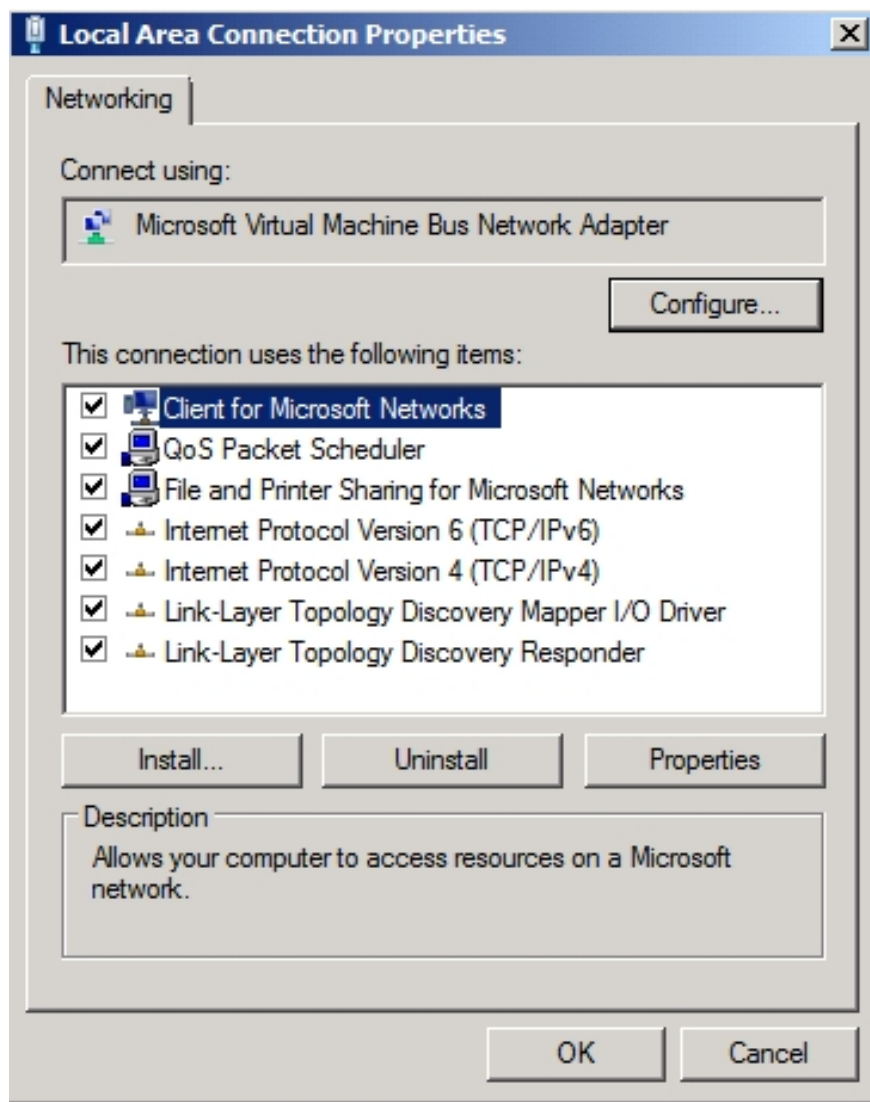 Local Area Connection Properties
Networking
Connect using:
Microsoft Virtual Machine Bus Network Adapter
Configure...
This connection uses the following items:
Client for Microsoft Networks
QoS Packet Scheduler
File and Printer Sharing for Microsoft Networks
Internet Protocol Version 6 (TCP/IPv6)
Internet Protocol Version 4 (TCP/IPv4)
Link-Layer Topology Discovery Mapper I/O Driver
Link-Layer Topology Discovery Responder
Install...
Uninstall
Properties
Description
Allows your computer to access resources on a Microsoft
network.
OK
Cancel